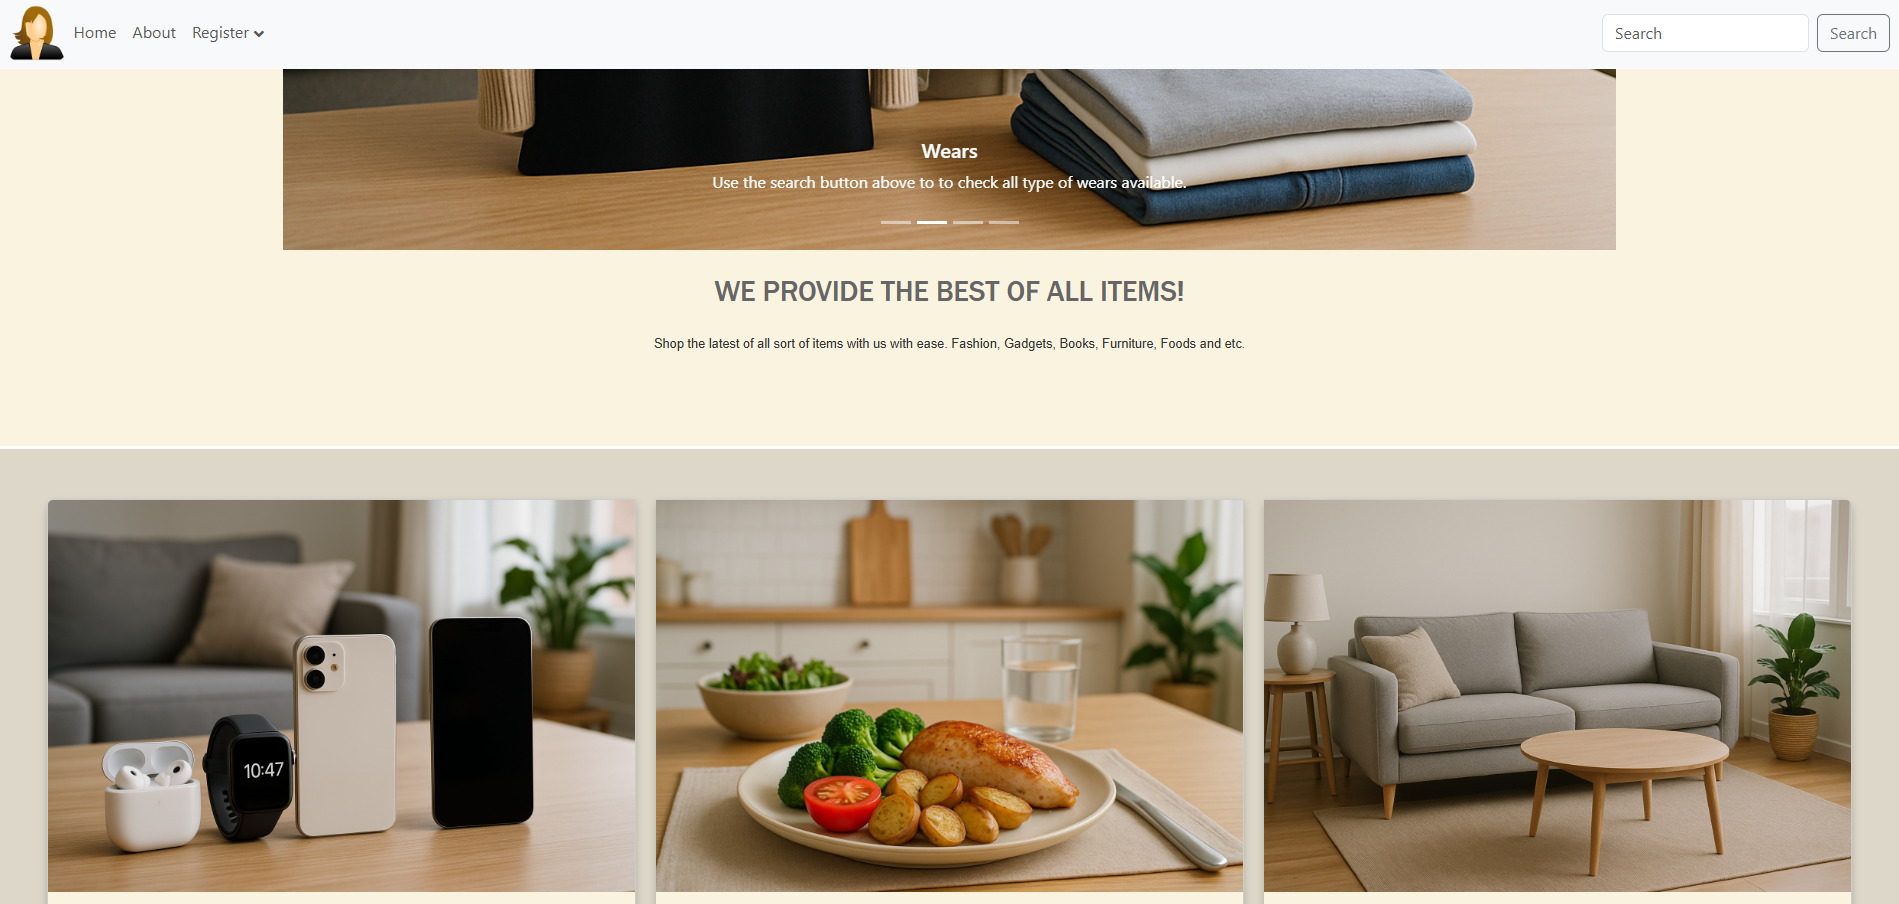 Home About Register
Search Search
Wears
Use the search button above to to check all type of wears available.
WE PROVIDE THE BEST OF ALL ITEMS!
Shop the latest of all sort of items with us with ease. Fashion, Gadgets, Books, Furniture, Foods and etc.
10:47